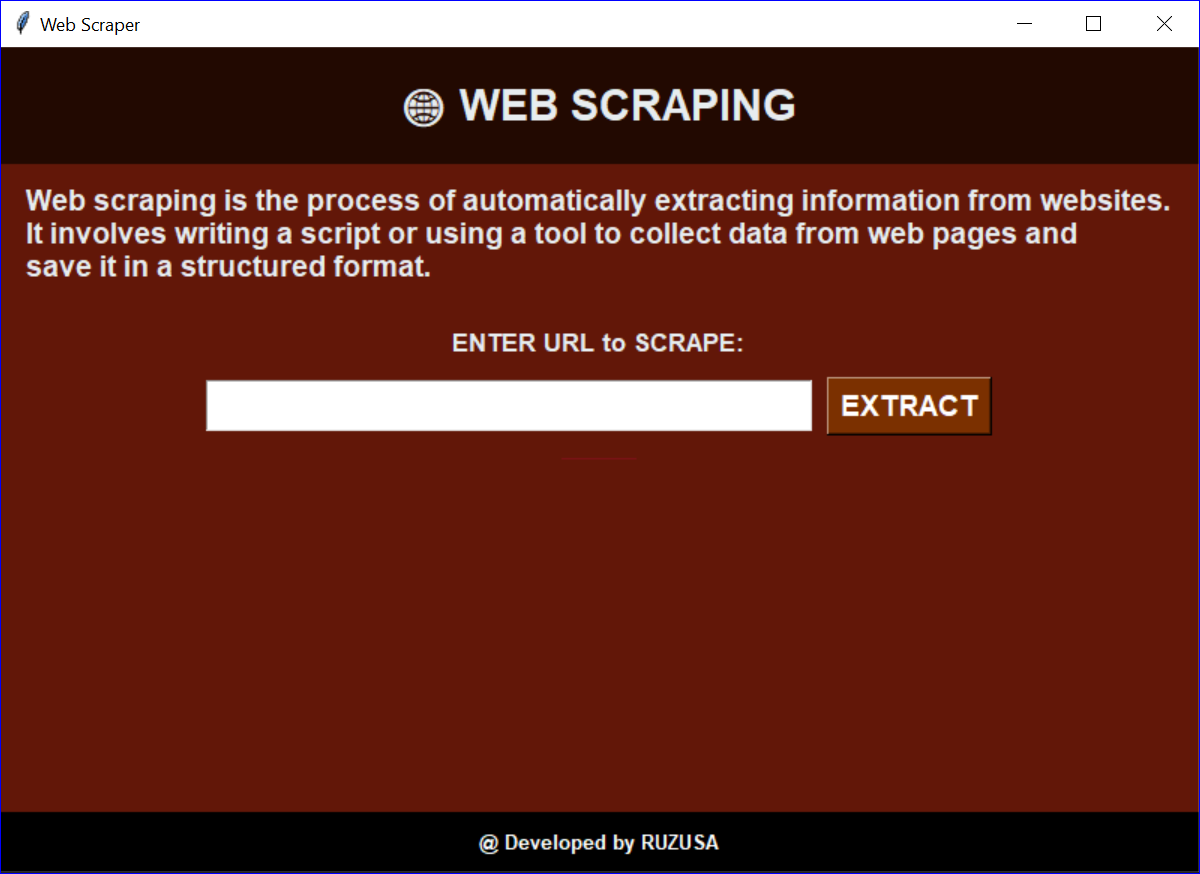 Web Scraper
WEB SCRAPING
Web scraping is the process of automatically extracting information from websites.
It involves writing a script or using a tool to collect data from web pages and
save it in a structured format.
ENTER URL to SCRAPE:
EXTRACT
@ Developed by RUZUSA